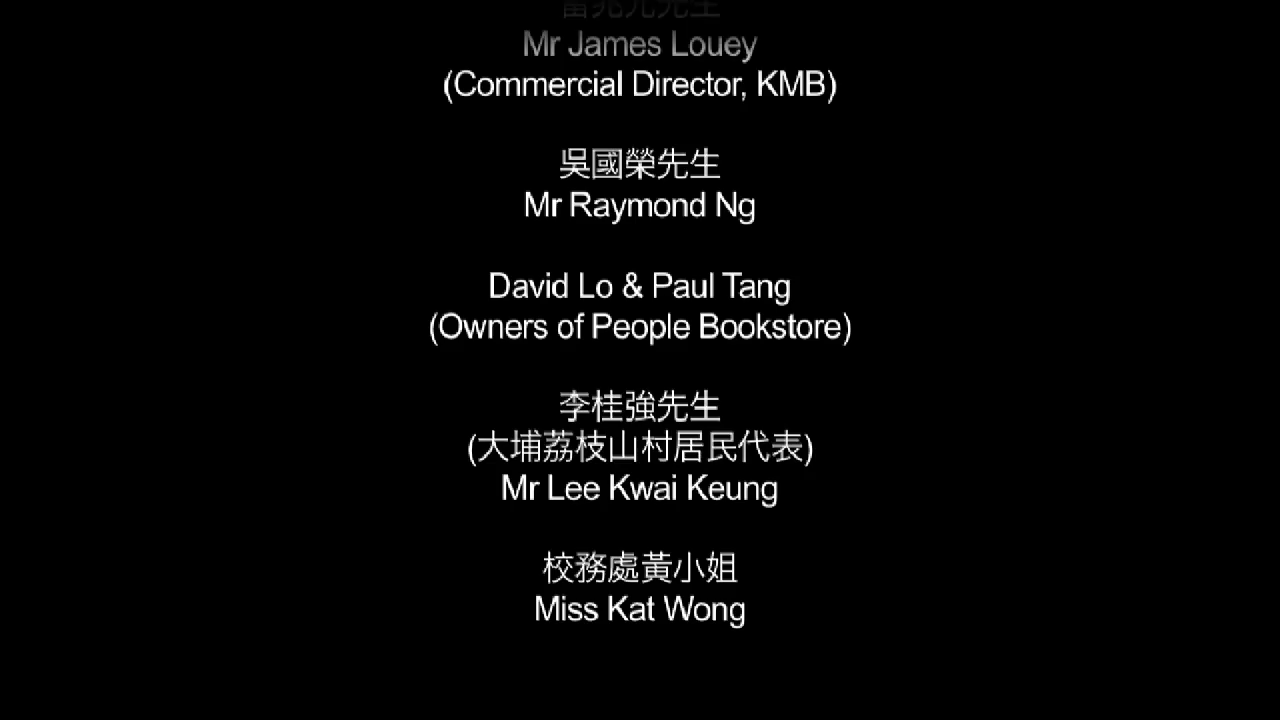 Mr James Louey
(Commercial Director, KMB)
吳國榮先生
Mr Raymond Ng
David Lo & Paul Tang
(Owners of People Bookstore)
李桂強先生
(大埔荔枝山村居民代表)
Mr Lee Kwai Keung
校務處黃小姐
Miss Kat Wong